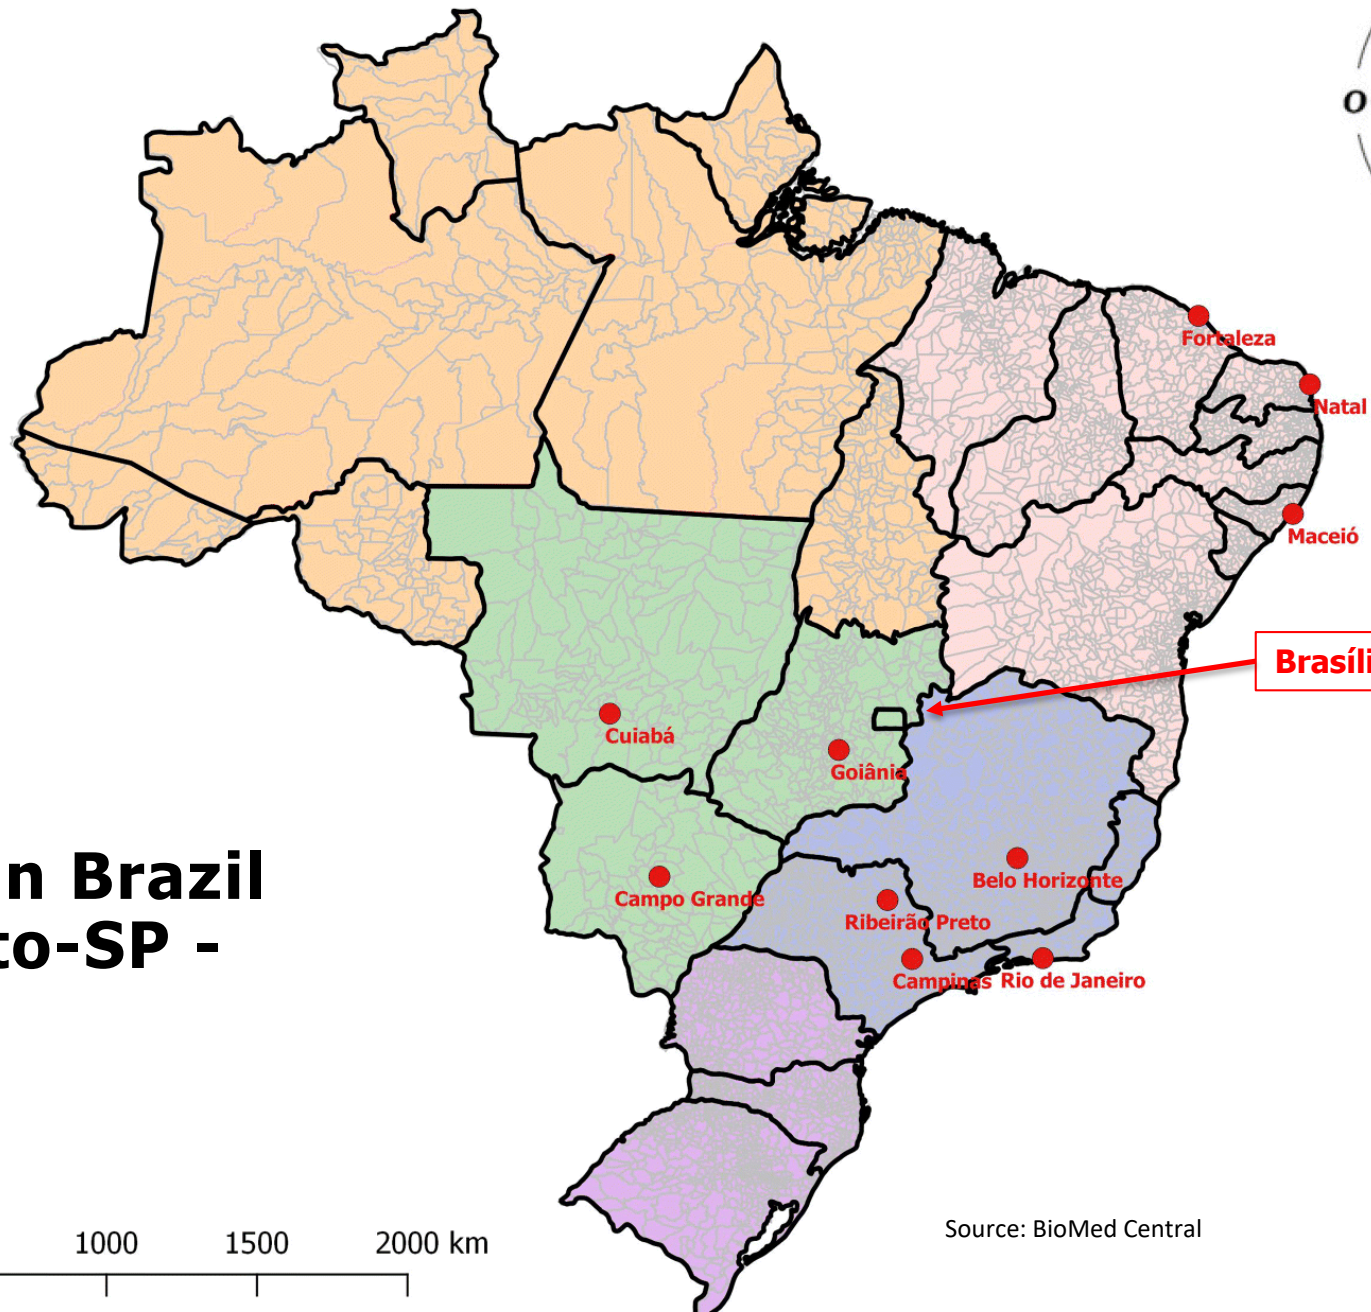 O
Fortaleza
Natal
Maceió
Brasíli
Cuiabá
Goiânia
n Brazil
to-SP -
Belo Horizonte
Campo Grande
Ribeirão Preto
Campinas
Rio de Janeiro
Source: BioMed Central
1000 1500 2000 km